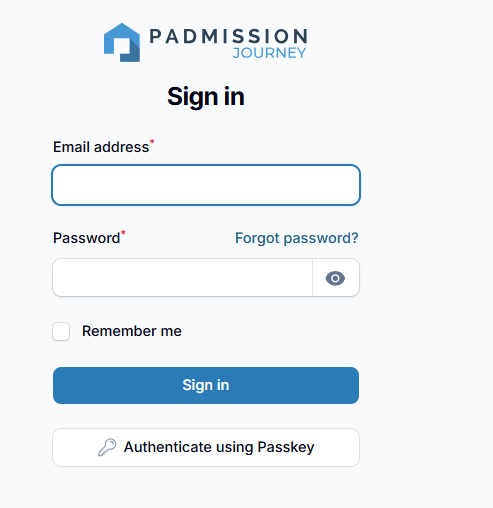 PADMISSION
JOURNEY
Sign in
Email address*
Password* Forgot password?
Remember me
Sign in
Authenticate using Passkey